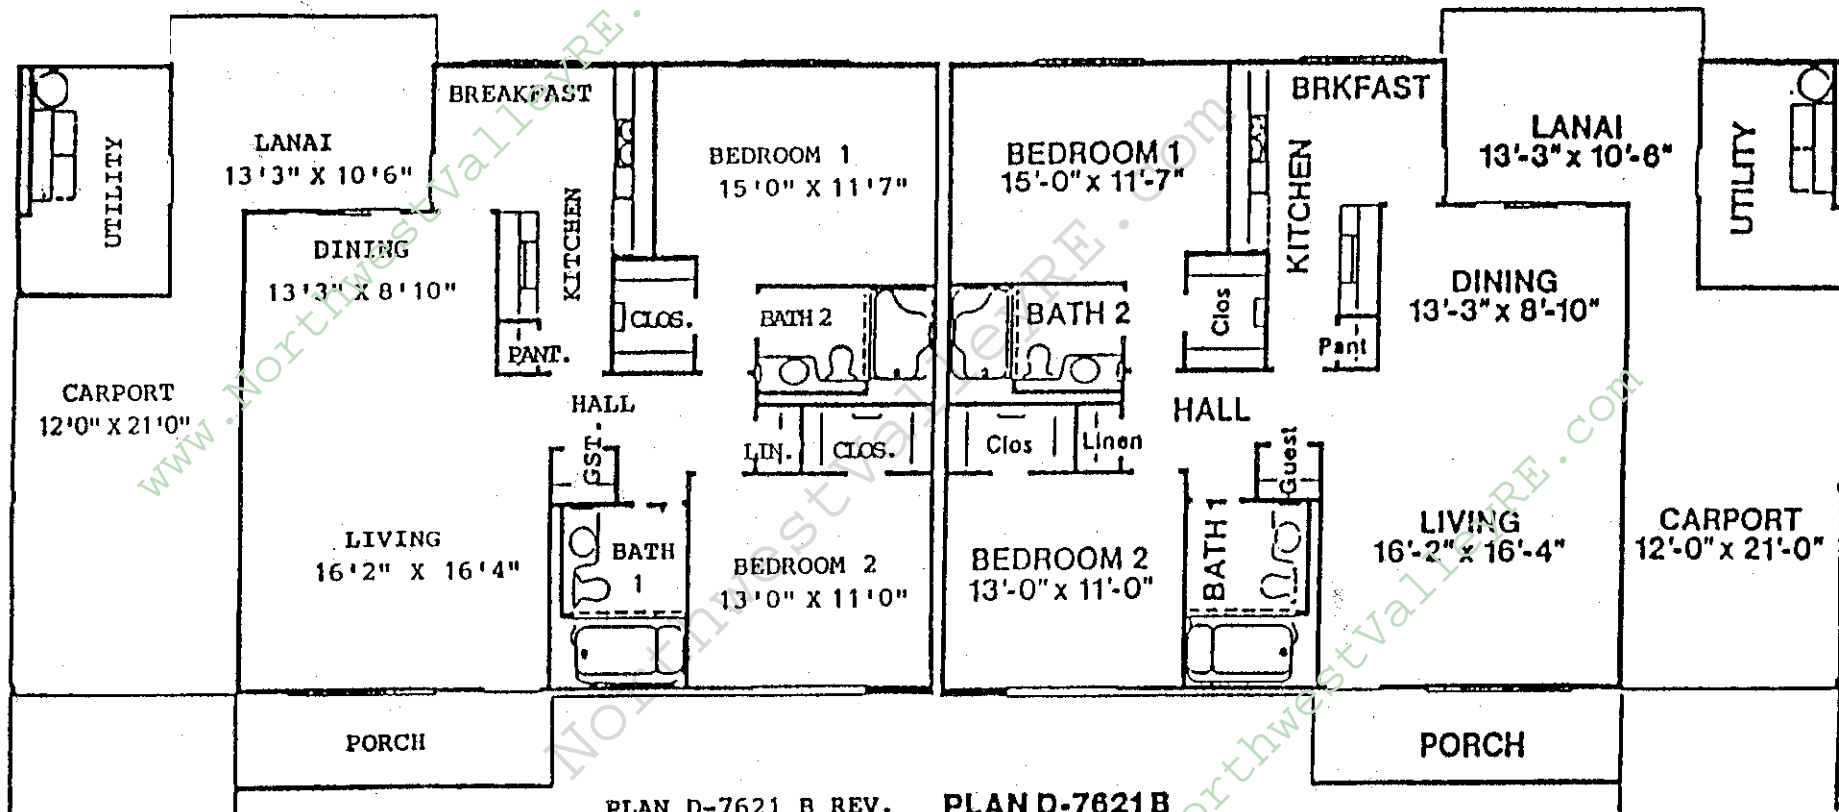 BREAKFAST
LANAI
13'3" X 10'6"
UTILITY
KITCHEN
BEDROOM 1
15'0" X 11'7"
DINING
13'3" X 8'10"
CLOS.
BATH 2
PANT.
CARPORT
12'0" X 21'0"
HALL
GST.
LIN.
CLOS.
LIVING
16'2" X 16'4"
BATH
1
BEDROOM 2
13'0" X 11'0"
PORCH
PLAN D-7621 B REV.
BRKFAST
BEDROOM 1
15'-0" x 11'-7"
KITCHEN
LANAI
13'-3" x 10'-6"
UTILITY
DINING
13'-3" x 8'-10"
BATH 2
Clos
Pant
HALL
Clos
Linen
Guest
BATH 1
BEDROOM 2
13'-0" x 11'-0"
LIVING
16'-2" x 16'-4"
CARPORT
12'-0" x 21'-0"
PORCH
PLAN D-7621B
www.NorthwestValleyRE.
NorthwestValleyRE.com
NorthwestValleyRE.com